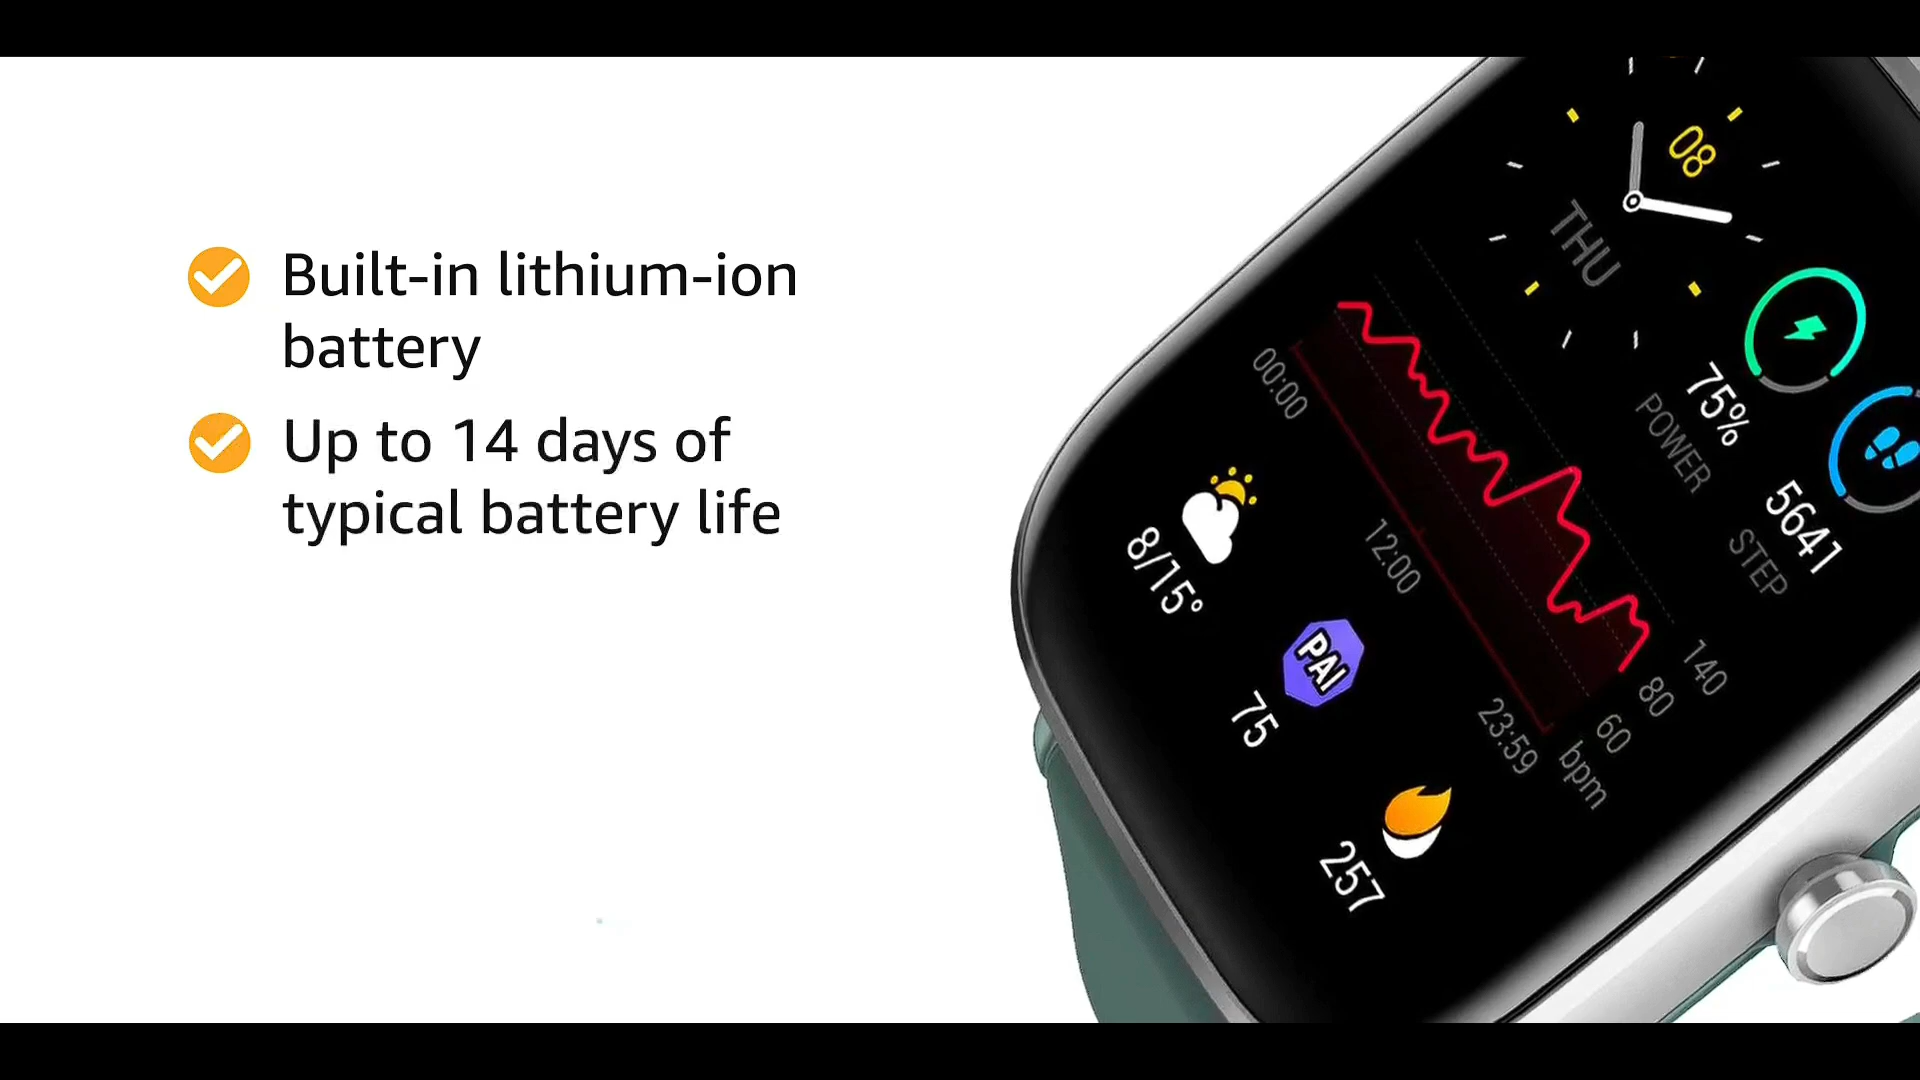 Built-in lithium-ion
battery
Up to 14 days of
typical battery life
08
THU
75%
POWER
5641
STEP
00:00
12:00
23:59
140
80
60
bpm
8/15°
PAI
75
257